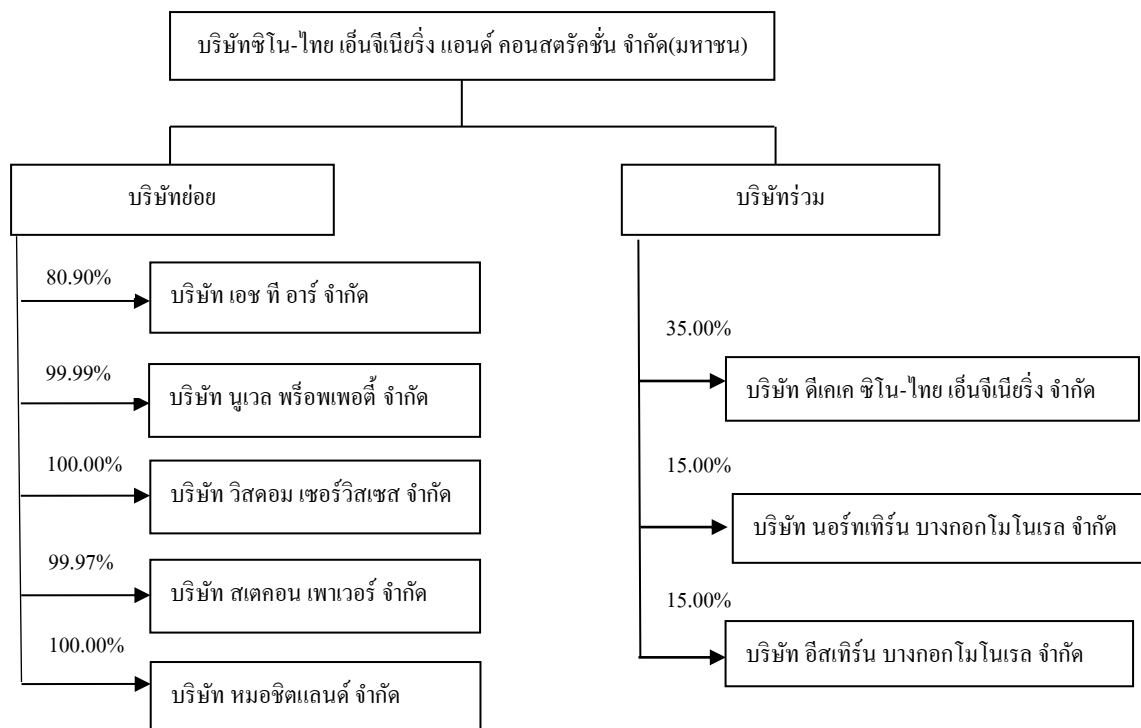 บริษัทซิโน-ไทย เอ็นจีเนียริ่ง แอนด์ คอนสตรัคชั่น จำกัด(มหาชน)
บริษัทย่อย
80.90%
บริษัท เอช ที อาร์ จำกัด
99.99%
บริษัท นูเวล พร็อพเพอตี้ จำกัด
100.00%
บริษัท วิสดอม เซอร์วิสเซส จำกัด
99.97%
บริษัท สเตคอน เพาเวอร์ จำกัด
100.00%
บริษัท หมอชิตแลนด์ จำกัด
บริษัทร่วม
35.00%
บริษัท ดีเคเค ซิโน-ไทย เอ็นจีเนียริ่ง จำกัด
15.00%
บริษัท นอร์ทเทิร์น บางกอกโมโนเรล จำกัด
15.00%
บริษัท อีสเทิร์น บางกอกโมโนเรล จำกัด